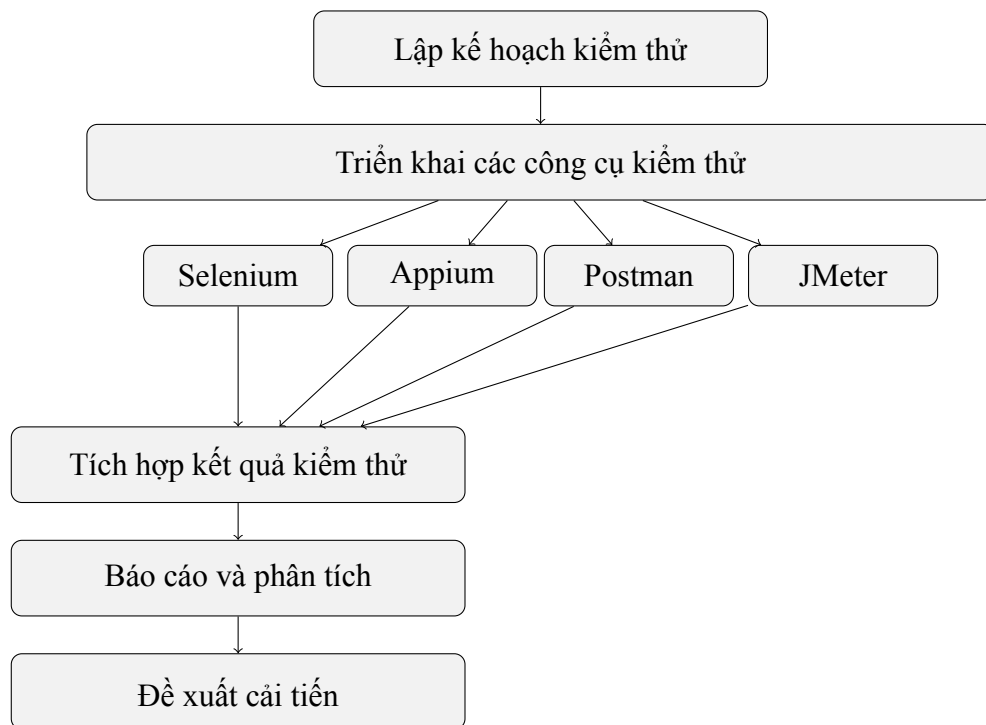 Lập kế hoạch kiểm thử
Triển khai các công cụ kiểm thử
Selenium
Appium
Postman
JMeter
Tích hợp kết quả kiểm thử
Báo cáo và phân tích
Đề xuất cải tiến